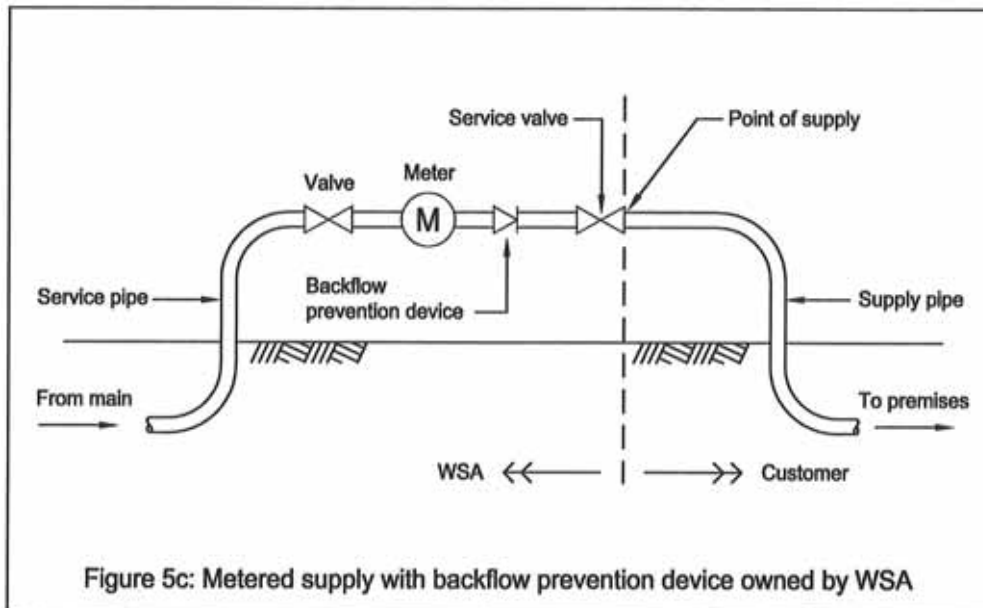 Service valve
Point of supply
Valve
Meter
M
Service pipe
Backflow
prevention device
Supply pipe
From main
To premises
WSA
Customer
Figure 5c: Metered supply with backflow prevention device owned by WSA